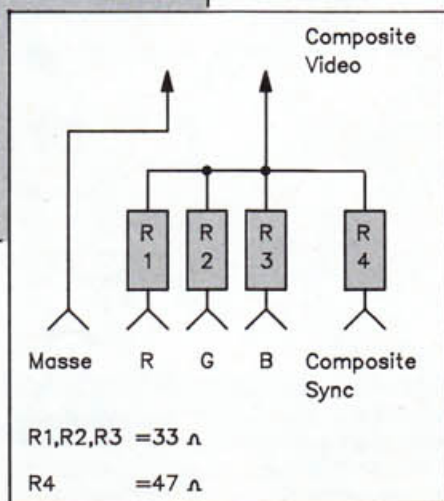 Composite
Video
R
1
R
2
R
3
R
4
Masse R G B Composite
Sync
R1,R2,R3 =33 Ω
R4 =47 Ω